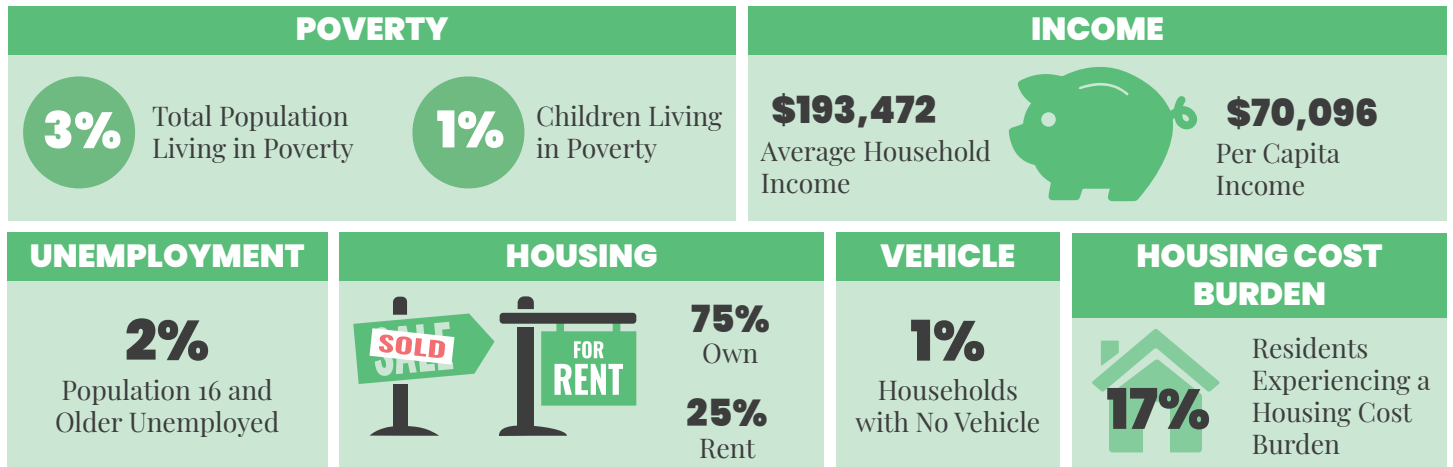 POVERTY
3%
Total Population
Living in Poverty
1%
Children Living
in Poverty
INCOME
$193,472
Average Household
Income
$70,096
Per Capita
Income
UNEMPLOYMENT
2%
Population 16 and
Older Unemployed
HOUSING
SALE
SOLD
FOR
RENT
75%
Own
25%
Rent
VEHICLE
1%
Households
with No Vehicle
HOUSING COST
BURDEN
17%
Residents
Experiencing a
Housing Cost
Burden